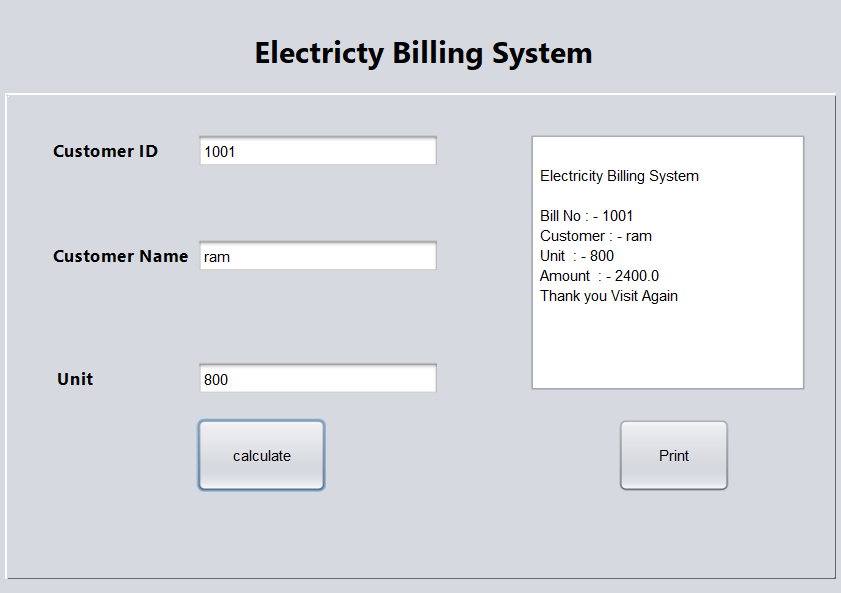 Electricty Billing System
Customer ID
1001
Customer Name
ram
Unit
800
calculate
Electricity Billing System
Bill No : - 1001
Customer : - ram
Unit  : - 800
Amount  : - 2400.0
Thank you Visit Again
Print